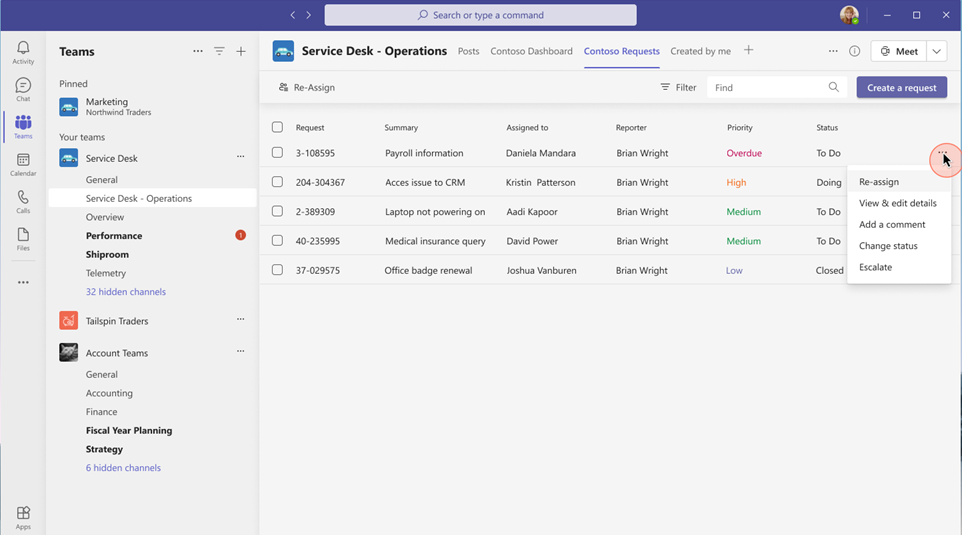 Search or type a command
Activity
Chat
Teams
Calendar
Calls
Files
Apps
Teams
Pinned
Marketing
Northwind Traders
Your teams
Service Desk
General
Service Desk - Operations
Overview
Performance 1
Shiproom
Telemetry
32 hidden channels
Tailspin Traders
Account Teams
General
Accounting
Finance
Fiscal Year Planning
Strategy
6 hidden channels
Service Desk - Operations Posts Contoso Dashboard Contoso Requests Created by me Meet
Re-Assign Filter Find Create a request
Request Summary Assigned to Reporter Priority Status
3-108595 Payroll information Daniela Mandara Brian Wright Overdue To Do
204-304367 Acces issue to CRM Kristin Patterson Brian Wright High Doing
2-389309 Laptop not powering on Aadi Kapoor Brian Wright Medium To Do
40-235995 Medical insurance query David Power Brian Wright Medium To Do
37-029575 Office badge renewal Joshua Vanburen Brian Wright Low Closed
Re-assign
View & edit details
Add a comment
Change status
Escalate